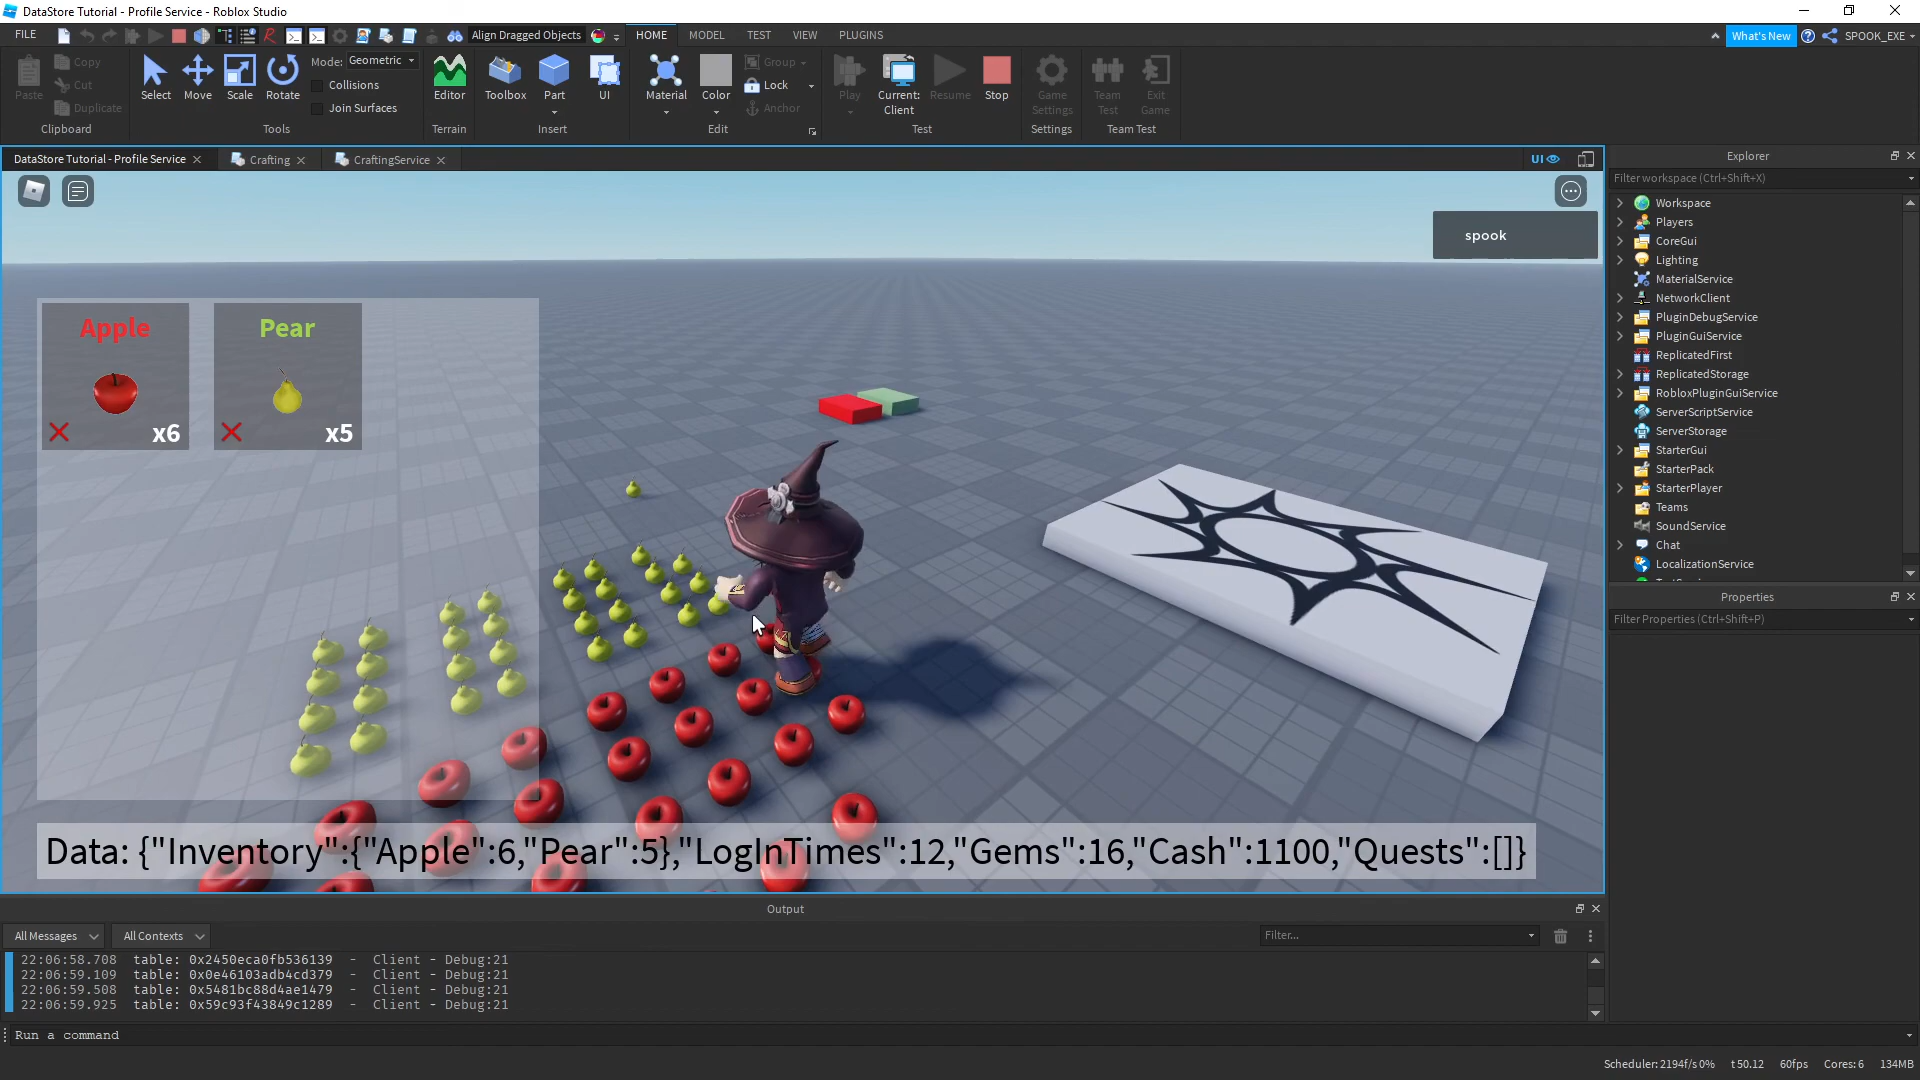 DataStore Tutorial - Profile Service - Roblox Studio
FILE
Align Dragged Objects
HOME
MODEL
TEST
VIEW
PLUGINS
What's New
SPOOK_EXE
Paste
Copy
Cut
Duplicate
Clipboard
Select
Move
Scale
Rotate
Mode: Geometric
Collisions
Join Surfaces
Tools
Editor
Terrain
Toolbox
Part
UI
Insert
Material
Color
Group
Lock
Anchor
Edit
Play
Current:
Client
Resume
Stop
Test
Game
Settings
Settings
Team
Test
Exit
Game
Team Test
DataStore Tutorial - Profile Service
Crafting
CraftingService
UI
spook
Apple
x6
Pear
x5
Data: {"Inventory":{"Apple":6,"Pear":5},"LogInTimes":12,"Gems":16,"Cash":1100,"Quests":[]}
Explorer
Filter workspace (Ctrl+Shift+X)
Workspace
Players
CoreGui
Lighting
MaterialService
NetworkClient
PluginDebugService
PluginGuiService
ReplicatedFirst
ReplicatedStorage
RobloxPluginGuiService
ServerScriptService
ServerStorage
StarterGui
StarterPack
StarterPlayer
Teams
SoundService
Chat
LocalizationService
Properties
Filter Properties (Ctrl+Shift+P)
Output
All Messages
All Contexts
Filter...
22:06:58.708 table: 0x2450eca0fb536139 - Client - Debug:21
22:06:59.109 table: 0x0e46103adb4cd379 - Client - Debug:21
22:06:59.508 table: 0x5481bc88d4ae1479 - Client - Debug:21
22:06:59.925 table: 0x59c93f43849c1289 - Client - Debug:21
Run a command
Scheduler: 2194f/s 0%
t 50.12
60fps
Cores: 6
134MB